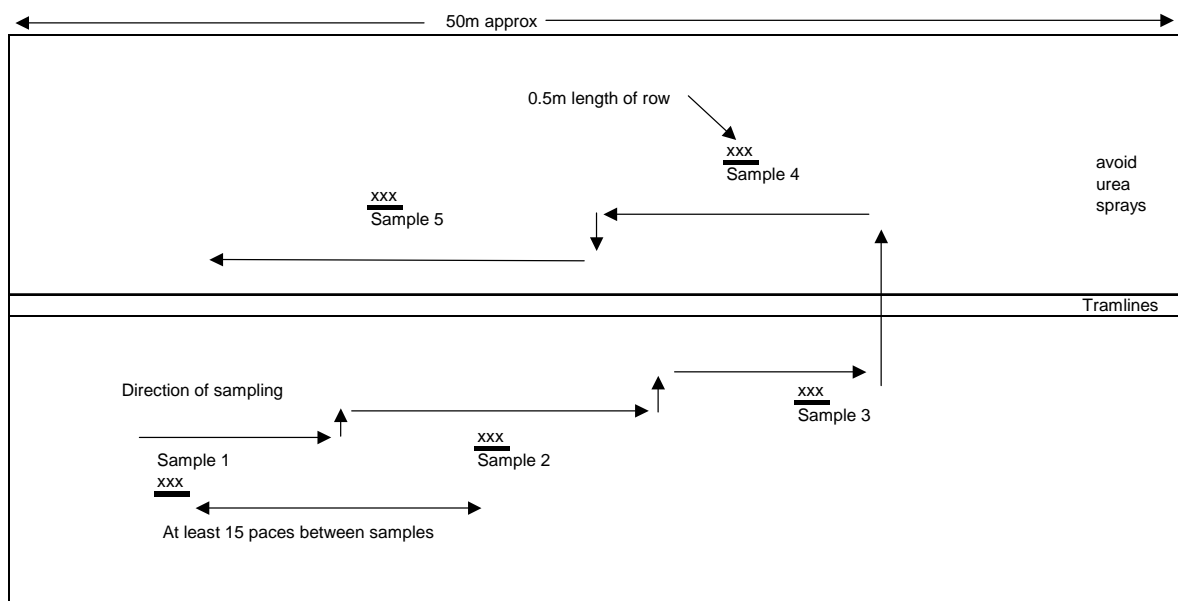 50m approx
0.5m length of row
xxx
Sample 4
avoid
urea
sprays
xxx
Sample 5
Tramlines
Direction of sampling
xxx
Sample 3
xxx
Sample 2
Sample 1
xxx
At least 15 paces between samples